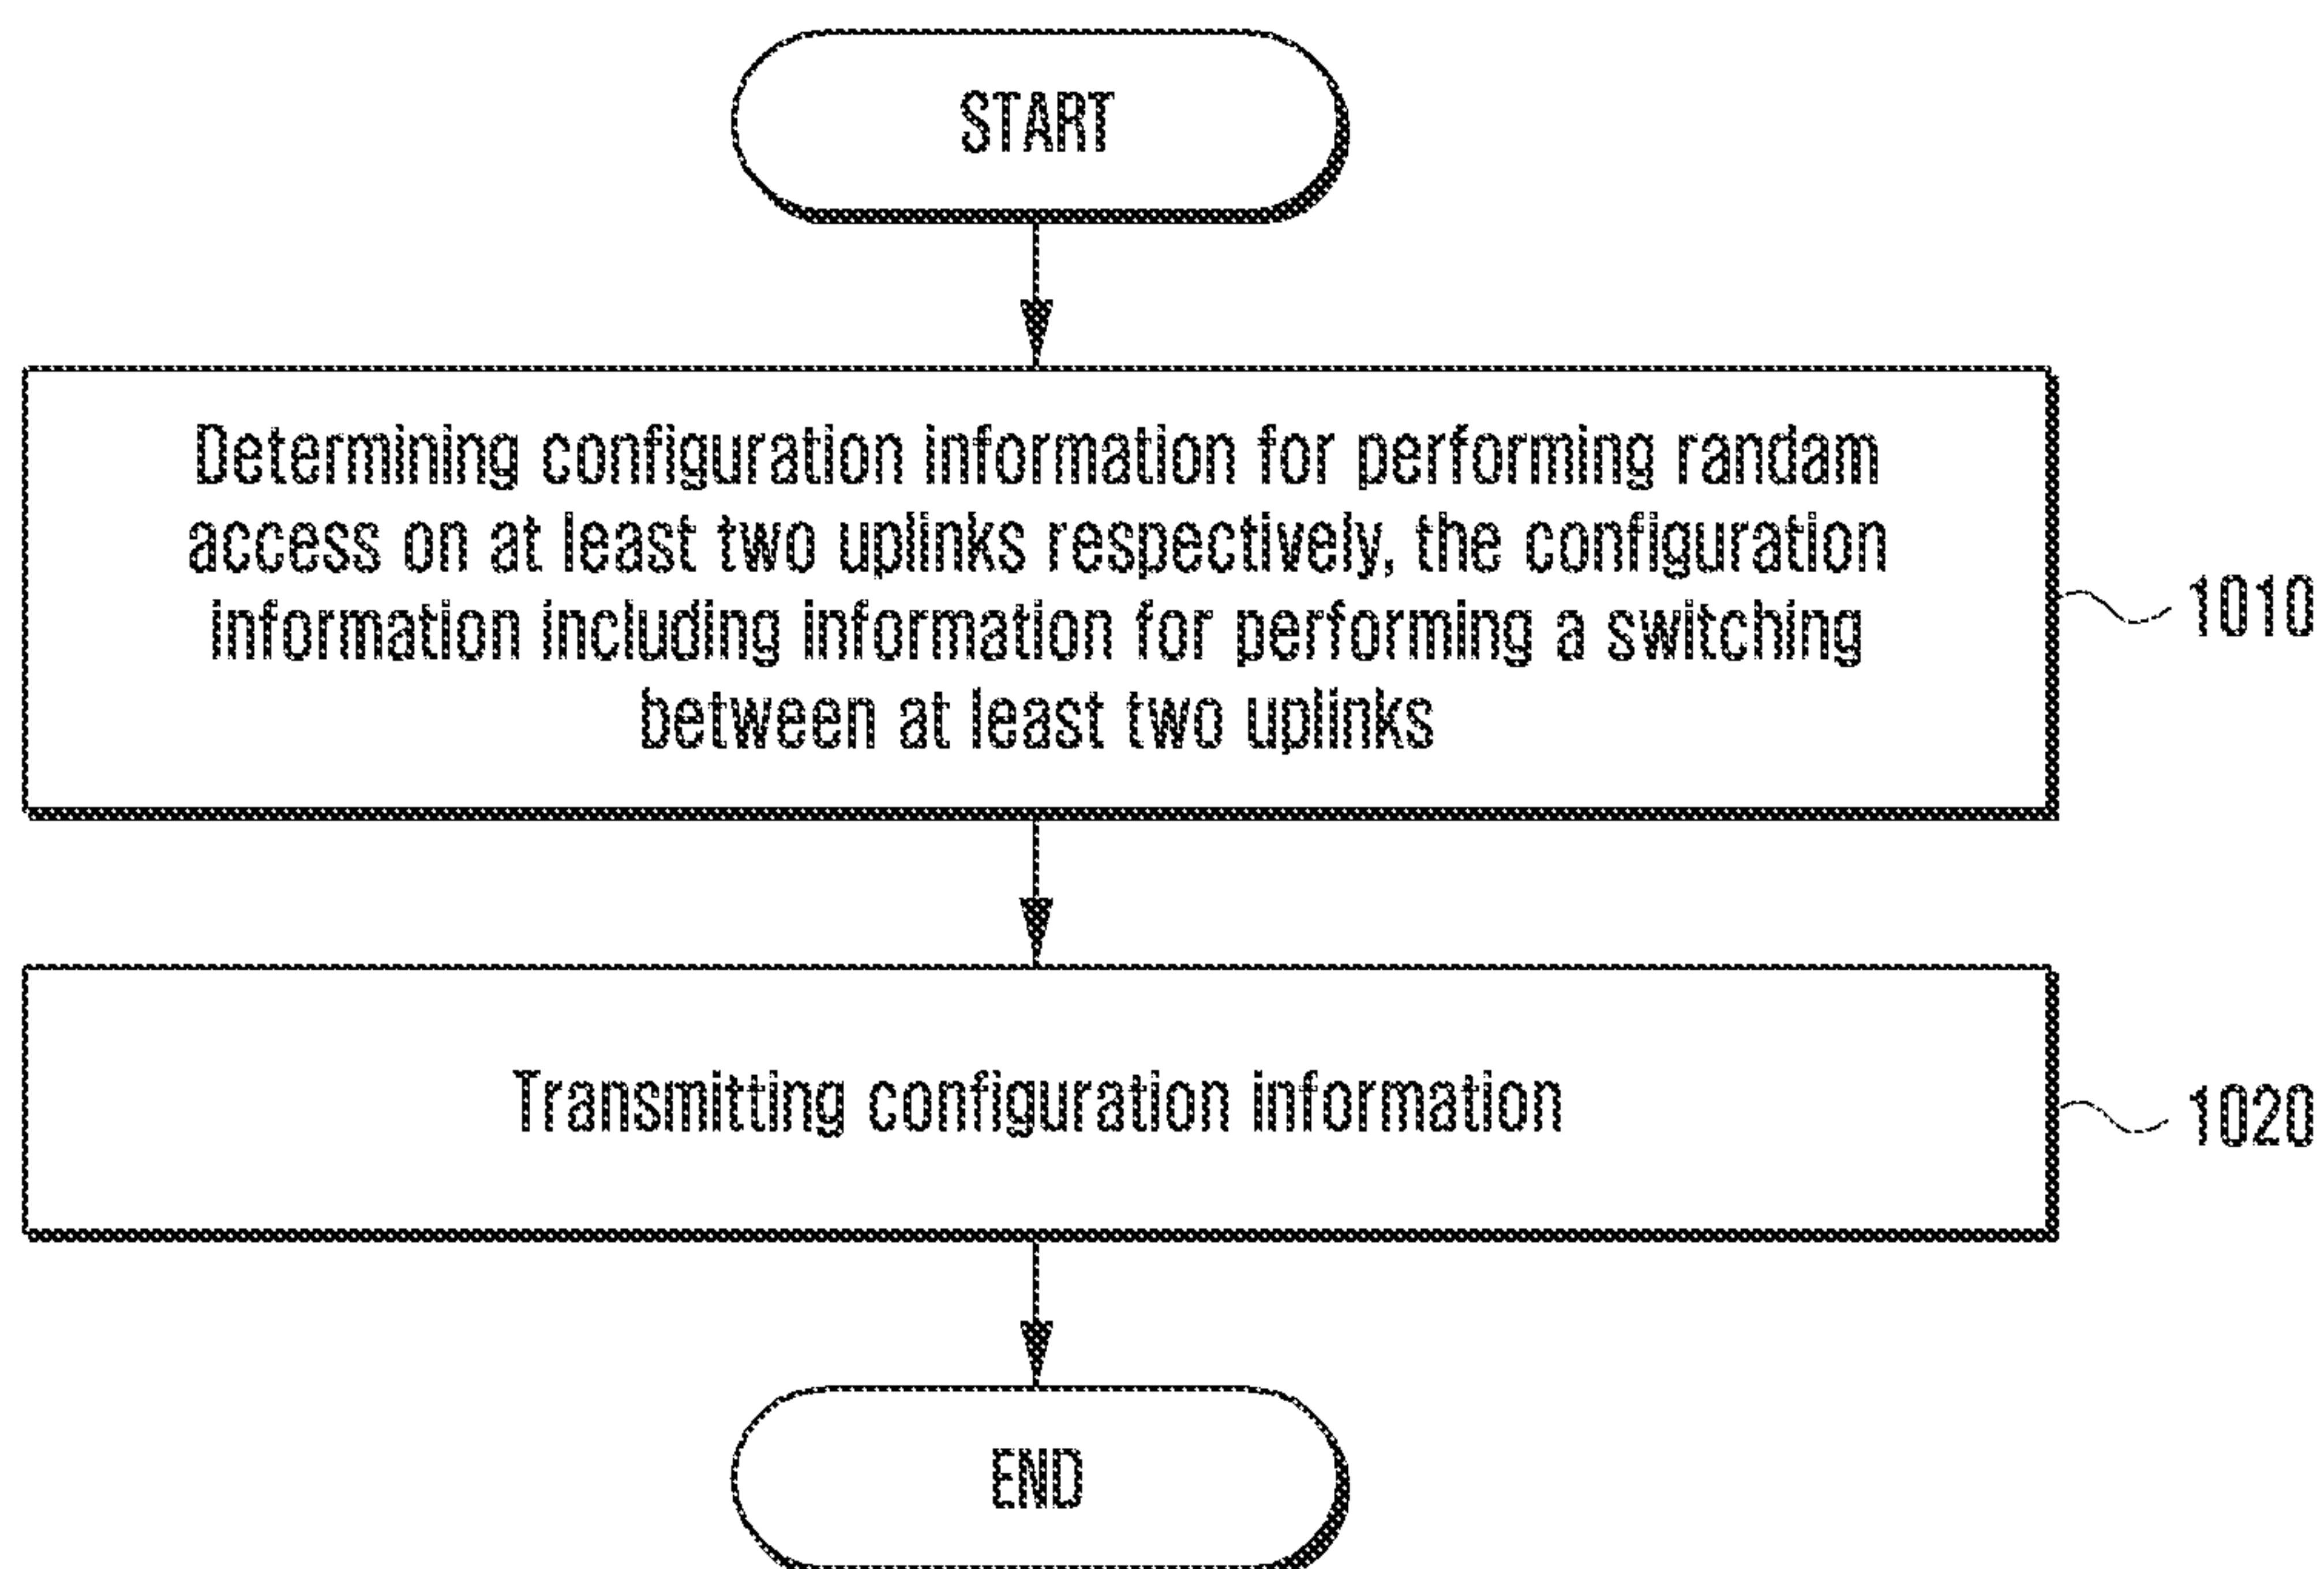 START
Determining configuration information for performing randam
access on at least two uplinks respectively, the configuration
information including information for performing a switching
between at least two uplinks
1010
Transmitting configuration information
1020
END